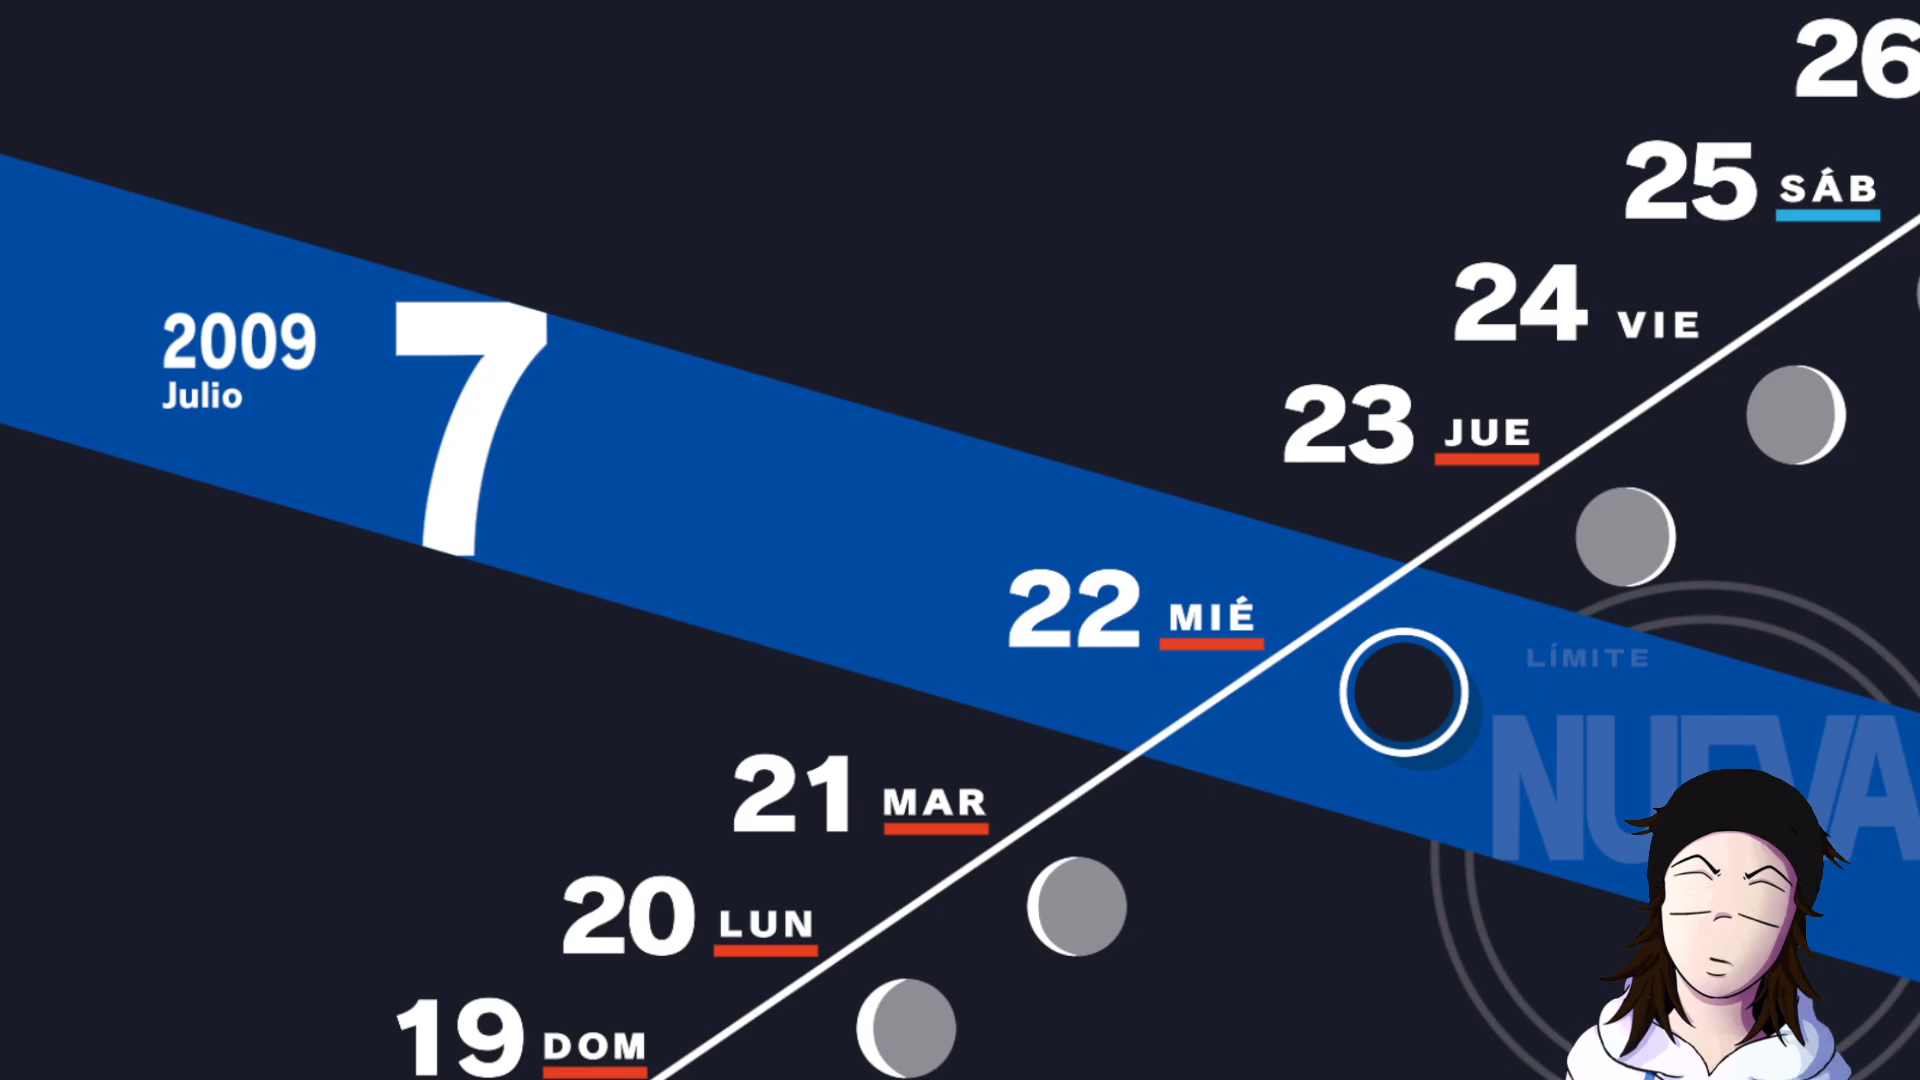 26
25 SÁB
24 VIE
23 JUE
2009
Julio
7
22 MIÉ
LÍMITE
NUEVA
21 MAR
20 LUN
19 DOM